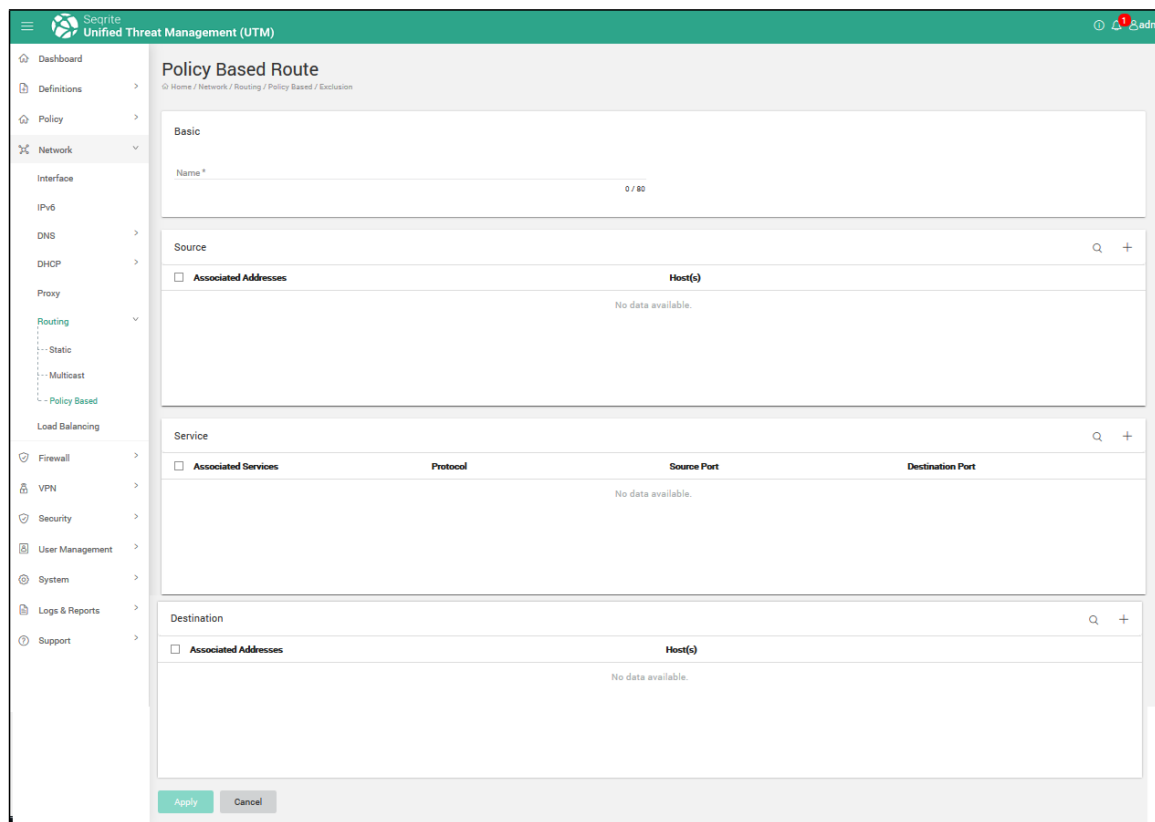 Seqrite
Unified Threat Management (UTM)
1
adm
Dashboard
Definitions
Policy
Network
Interface
IPv6
DNS
DHCP
Proxy
Routing
Static
Multicast
Policy Based
Load Balancing
Firewall
VPN
Security
User Management
System
Logs & Reports
Support
Policy Based Route
Home / Network / Routing / Policy Based / Exclusion
Basic
Name *
0 / 80
Source
Associated Addresses Host(s)
No data available.
Service
Associated Services Protocol Source Port Destination Port
No data available.
Destination
Associated Addresses Host(s)
No data available.
Apply Cancel